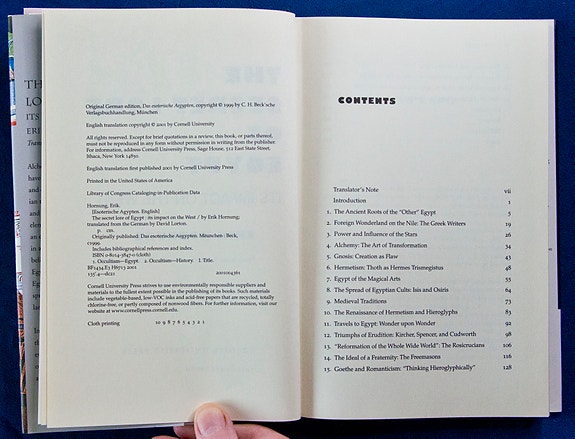 TH
LO
ITS
ERI
Tran
Original German edition, Das esoterische Aegypten, copyright © 1999 by C. H. Beck'sche
Verlagsbuchhandlung, München
English translation copyright © 2001 by Cornell University
All rights reserved. Except for brief quotations in a review, this book, or parts thereof,
must not be reproduced in any form without permission in writing from the publisher.
For information, address Cornell University Press, Sage House, 512 East State Street,
Ithaca, New York 14850.
English translation first published 2001 by Cornell University Press
Printed in the United States of America
Library of Congress Cataloging-in-Publication Data
Hornung, Erik.
[Esoterische Agypten. English]
The secret lore of Egypt : its impact on the West / by Erik Hornung;
translated from the German by David Lorton.
p. cm.
Originally published: Das esoterische Aegypten. München : Beck,
c1999.
Includes bibliographical references and index.
ISBN 0-8014-3847-0 (cloth)
1. Occultism—Egypt. 2. Occultism—History. I. Title.
BF1434.E3 H6713 2001
135'.4—dc21 2001004361
Cornell University Press strives to use environmentally responsible suppliers and
materials to the fullest extent possible in the publishing of its books. Such materials
include vegetable-based, low-VOC inks and acid-free papers that are recycled, totally
chlorine-free, or partly composed of nonwood fibers. For further information, visit our
website at www.cornellpress.cornell.edu.
Cloth printing 10 9 8 7 6 5 4 3 2 1
CONTENTS
Translator's Note vii
Introduction 1
1. The Ancient Roots of the "Other" Egypt 5
2. Foreign Wonderland on the Nile: The Greek Writers 19
3. Power and Influence of the Stars 26
4. Alchemy: The Art of Transformation 34
5. Gnosis: Creation as Flaw 43
6. Hermetism: Thoth as Hermes Trismegistus 48
7. Egypt of the Magical Arts 55
8. The Spread of Egyptian Cults: Isis and Osiris 64
9. Medieval Traditions 73
10. The Renaissance of Hermetism and Hieroglyphs 83
11. Travels to Egypt: Wonder upon Wonder 92
12. Triumphs of Erudition: Kircher, Spencer, and Cudworth 98
13. "Reformation of the Whole Wide World": The Rosicrucians 106
14. The Ideal of a Fraternity: The Freemasons 116
15. Goethe and Romanticism: "Thinking Hieroglyphically" 128